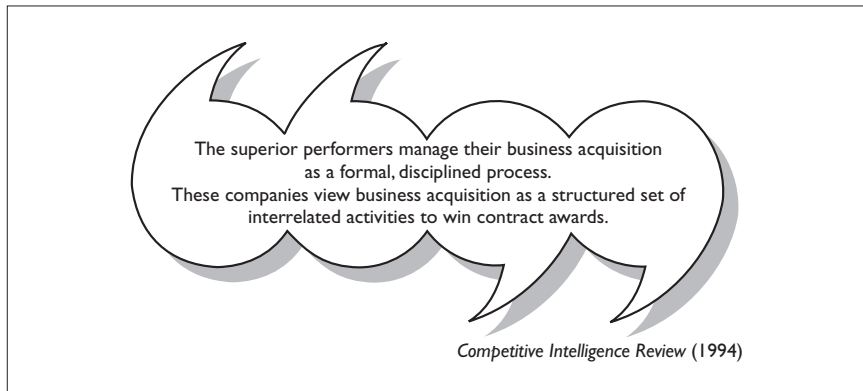 The superior performers manage their business acquisition
as a formal, disciplined process.
These companies view business acquisition as a structured set of
interrelated activities to win contract awards.
Competitive Intelligence Review (1994)